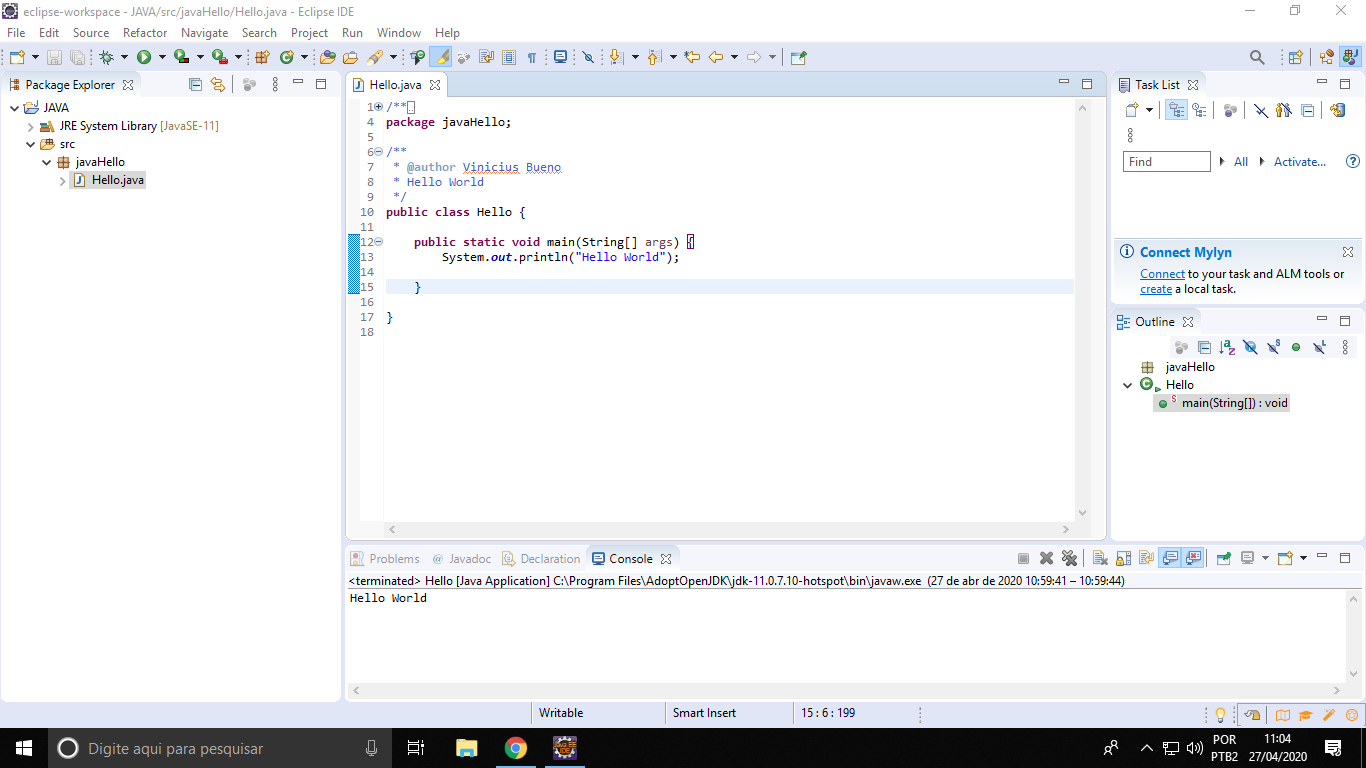 eclipse-workspace - JAVA/src/javaHello/Hello.java - Eclipse IDE
File Edit Source Refactor Navigate Search Project Run Window Help
Package Explorer
JAVA
JRE System Library [JavaSE-11]
src
javaHello
Hello.java
Hello.java
1 /**
4 package javaHello;
5
6 /**
7 * @author Vinicius Bueno
8 * Hello World
9 */
10 public class Hello {
11
12 public static void main(String[] args) {
13 System.out.println("Hello World");
14
15 }
16
17 }
18
Task List
Find All Activate...
Connect Mylyn
Connect to your task and ALM tools or
create a local task.
Outline
javaHello
Hello
main(String[]) : void
Problems @ Javadoc Declaration Console
<terminated> Hello [Java Application] C:\Program Files\AdoptOpenJDK\jdk-11.0.7.10-hotspot\bin\javaw.exe (27 de abr de 2020 10:59:41 – 10:59:44)
Hello World
Writable Smart Insert 15 : 6 : 199
Digite aqui para pesquisar
POR
PTB2
11:04
27/04/2020